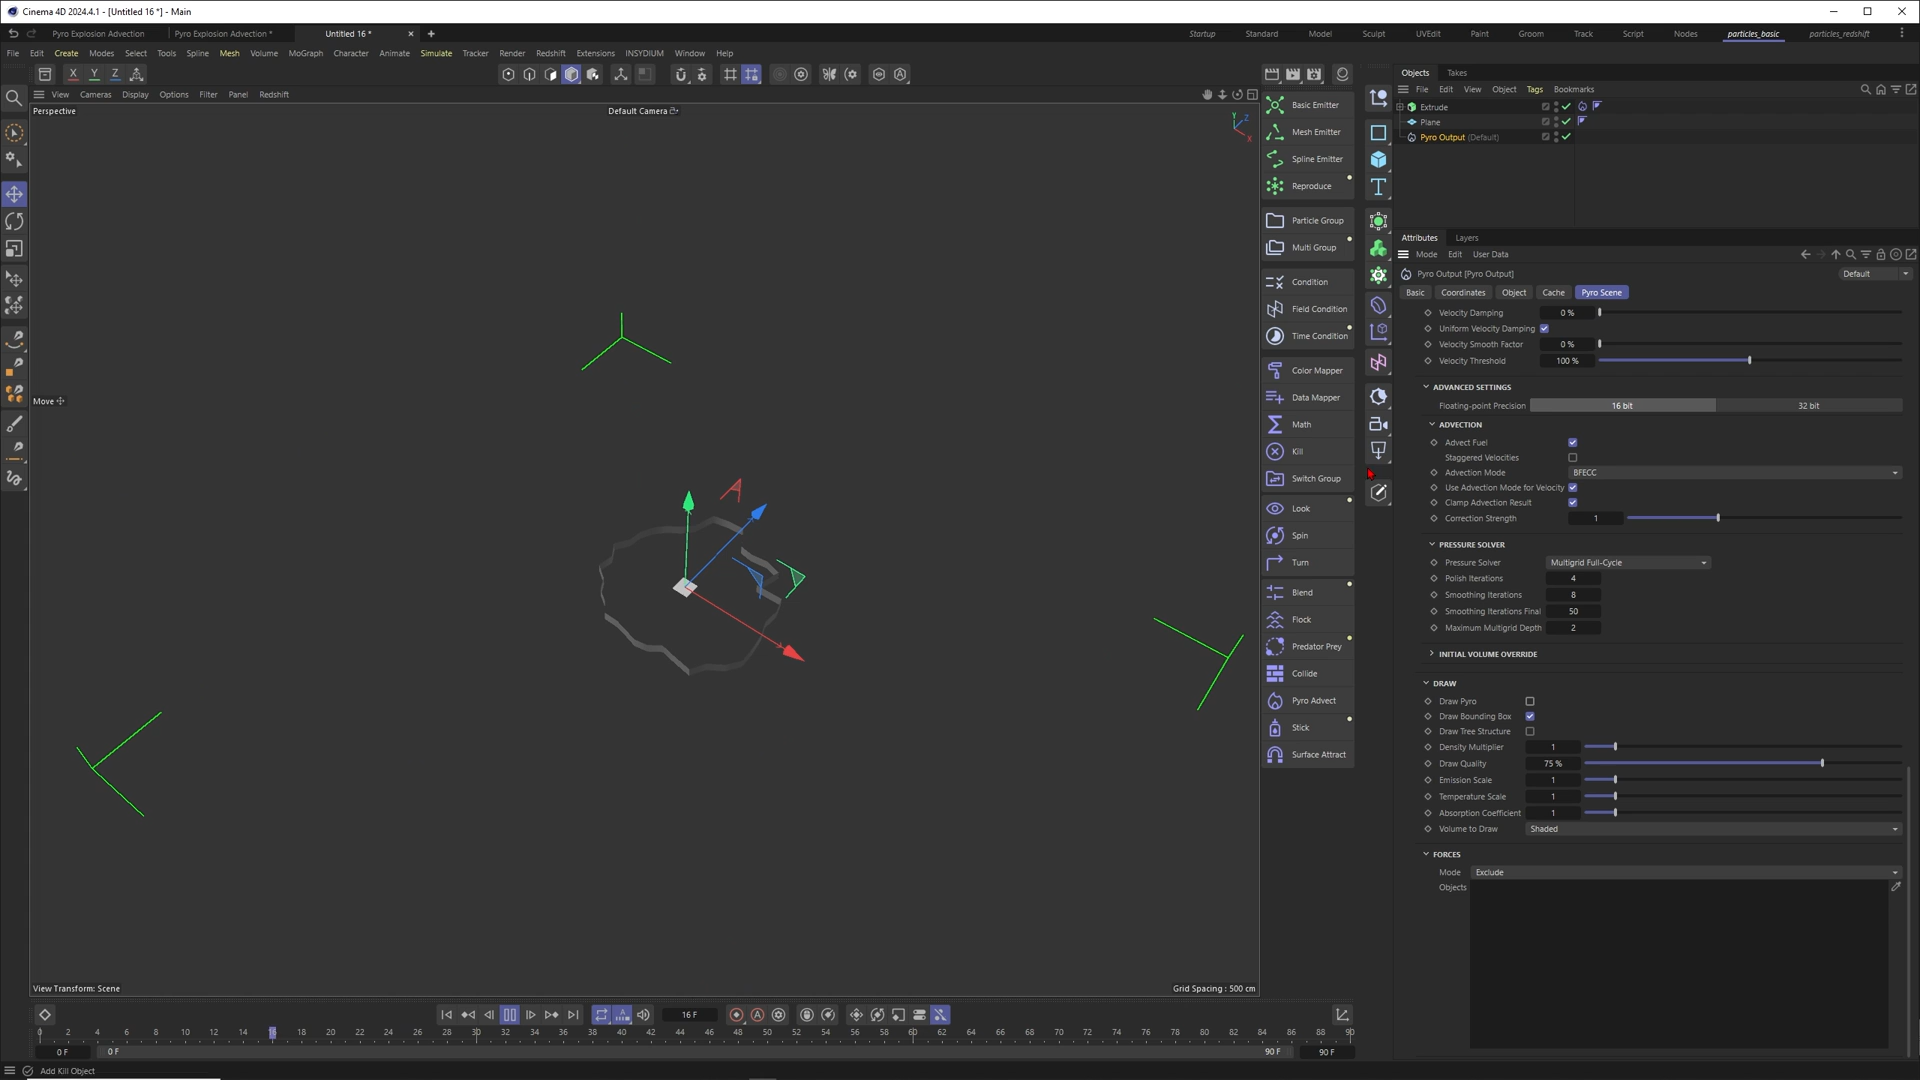 Cinema 4D 2024.4.1 - [Untitled 16 *] - Main
Pyro Explosion Advection
Pyro Explosion Advection *
Untitled 16 *
Startup
Standard
Model
Sculpt
UVEdit
Paint
Groom
Track
Script
Nodes
particles_basic
particles_redshift
File Edit Create Modes Select Tools Spline Mesh Volume MoGraph Character Animate Simulate Tracker Render Redshift Extensions INSYDIUM Window Help
X Y Z
View Cameras Display Options Filter Panel Redshift
Perspective
Default Camera
Y
Z
X
Move
View Transform: Scene
Grid Spacing : 500 cm
Basic Emitter
Mesh Emitter
Spline Emitter
Reproduce
Particle Group
Multi Group
Condition
Field Condition
Time Condition
Color Mapper
Data Mapper
Math
Kill
Switch Group
Look
Spin
Turn
Blend
Flock
Predator Prey
Collide
Pyro Advect
Stick
Surface Attract
Objects Takes
File Edit View Object Tags Bookmarks
Extrude
Plane
Pyro Output (Default)
Attributes Layers
Mode Edit User Data
Pyro Output [Pyro Output]
Default
Basic Coordinates Object Cache Pyro Scene
Velocity Damping 0 %
Uniform Velocity Damping
Velocity Smooth Factor 0 %
Velocity Threshold 100 %
ADVANCED SETTINGS
Floating-point Precision 16 bit 32 bit
ADVECTION
Advect Fuel
Staggered Velocities
Advection Mode BFECC
Use Advection Mode for Velocity
Clamp Advection Result
Correction Strength 1
PRESSURE SOLVER
Pressure Solver Multigrid Full-Cycle
Polish Iterations 4
Smoothing Iterations 8
Smoothing Iterations Final 50
Maximum Multigrid Depth 2
INITIAL VOLUME OVERRIDE
DRAW
Draw Pyro
Draw Bounding Box
Draw Tree Structure
Density Multiplier 1
Draw Quality 75 %
Emission Scale 1
Temperature Scale 1
Absorption Coefficient 1
Volume to Draw Shaded
FORCES
Mode Exclude
Objects
16 F
0 2 4 6 8 10 12 14 16 18 20 22 24 26 28 30 32 34 36 38 40 42 44 46 48 50 52 54 56 58 60 62 64 66 68 70 72 74 76 78 80 82 84 86 88 90
0 F 0 F 90 F 90 F
Add Kill Object